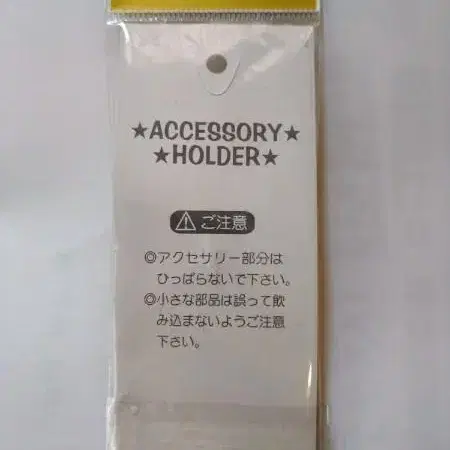 ★ACCESSORY★
★HOLDER★
⚠ ご注意
◎アクセサリー部分は
ひっぱらないで下さい。
◎小さな部品は誤って飲
み込まないようご注意
下さい。